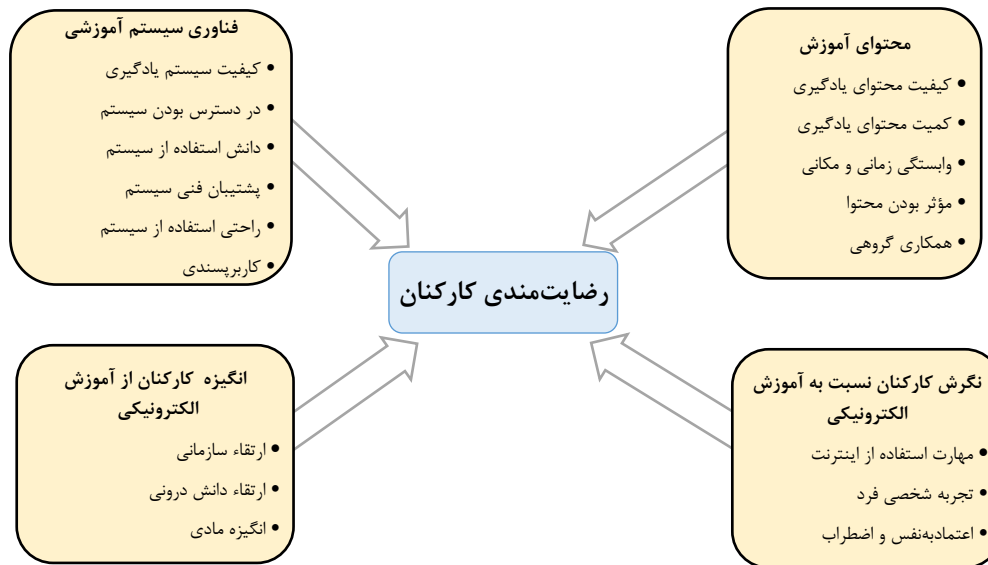 محتوای آموزش
• کیفیت محتوای یادگیری
• کمیت محتوای یادگیری
• وابستگی زمانی و مکانی
• مؤثر بودن محتوا
• همکاری گروهی
فناوری سیستم آموزشی
• کیفیت سیستم یادگیری
• در دسترس بودن سیستم
• دانش استفاده از سیستم
• پشتیبان فنی سیستم
• راحتی استفاده از سیستم
• کاربرپسندی
رضایت‌مندی کارکنان
نگرش کارکنان نسبت به آموزش
الکترونیکی
• مهارت استفاده از اینترنت
• تجربه شخصی فرد
• اعتمادبه‌نفس و اضطراب
انگیزه کارکنان از آموزش
الکترونیکی
• ارتقاء سازمانی
• ارتقاء دانش درونی
• انگیزه مادی